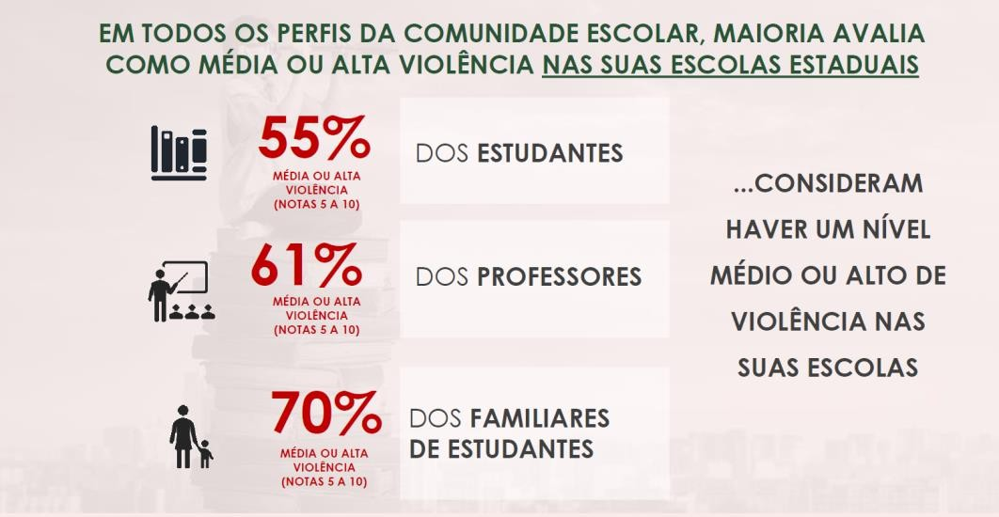 EM TODOS OS PERFIS DA COMUNIDADE ESCOLAR, MAIORIA AVALIA
COMO MÉDIA OU ALTA VIOLÊNCIA NAS SUAS ESCOLAS ESTADUAIS
55%
MÉDIA OU ALTA
VIOLÊNCIA
(NOTAS 5 A 10)
DOS ESTUDANTES
61%
MÉDIA OU ALTA
VIOLÊNCIA
(NOTAS 5 A 10)
DOS PROFESSORES
70%
MÉDIA OU ALTA
VIOLÊNCIA
(NOTAS 5 A 10)
DOS FAMILIARES
DE ESTUDANTES
...CONSIDERAM
HAVER UM NÍVEL
MÉDIO OU ALTO DE
VIOLÊNCIA NAS
SUAS ESCOLAS